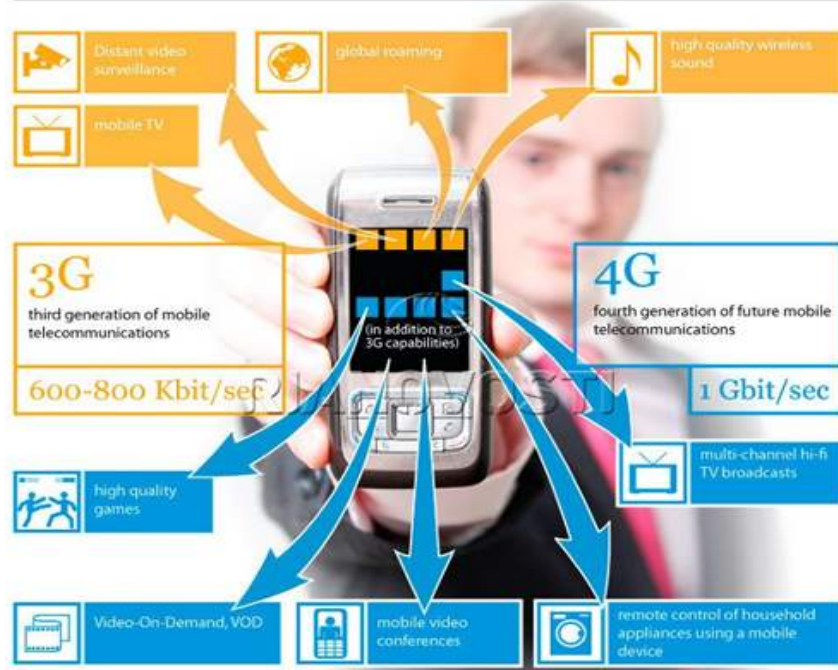 Distant video
surveillance
global roaming
high quality wireless
sound
mobile TV
3G
third generation of mobile
telecommunications
600-800 Kbit/sec
4G
fourth generation of future mobile
telecommunications
1 Gbit/sec
(in addition to
3G capabilities)
RIANOVOSTI
high quality
games
multi-channel hi-fi
TV broadcasts
Video-On-Demand, VOD
mobile video
conferences
remote control of household
appliances using a mobile
device